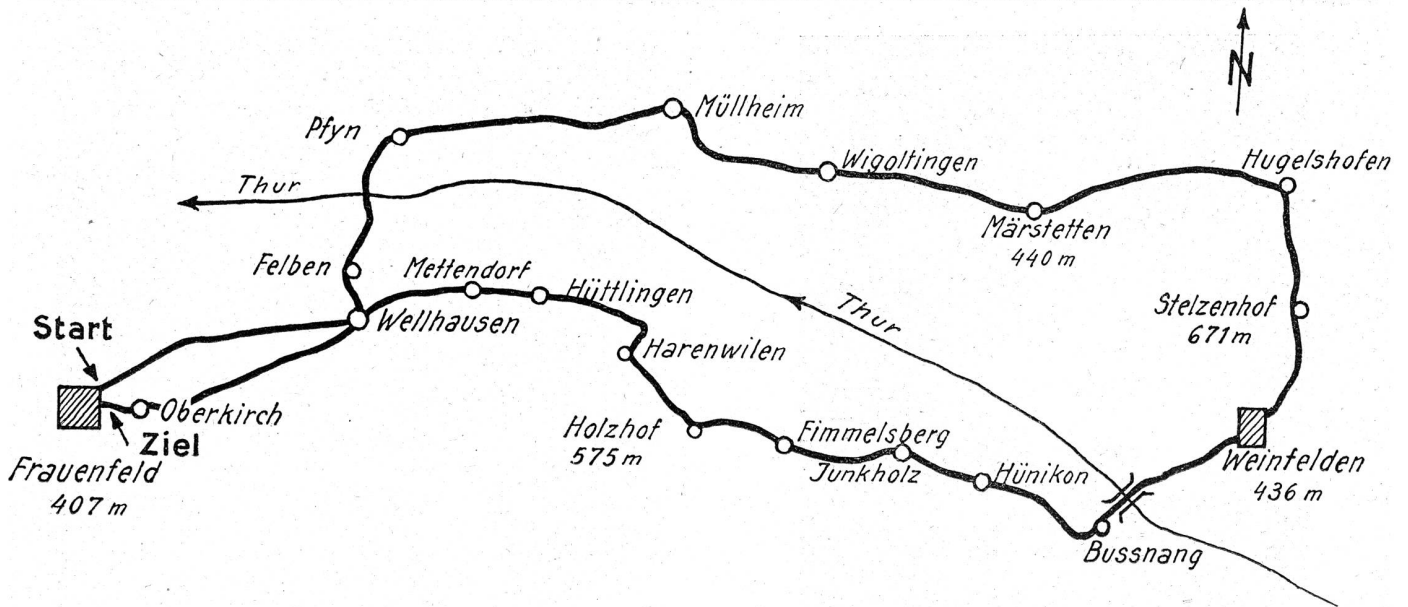 N
Müllheim
Pfyn
Wigoltingen
Hugelshofen
Thur
Märstetten
440 m
Felben
Mettendorf
Hüttlingen
Thur
Stelzenhof
671 m
Wellhausen
Start
Harenwilen
Oberkirch
Ziel
Holzhof
575 m
Fimmelsberg
Junkholz
Hünikon
Weinfelden
436 m
Frauenfeld
407 m
Bussnang